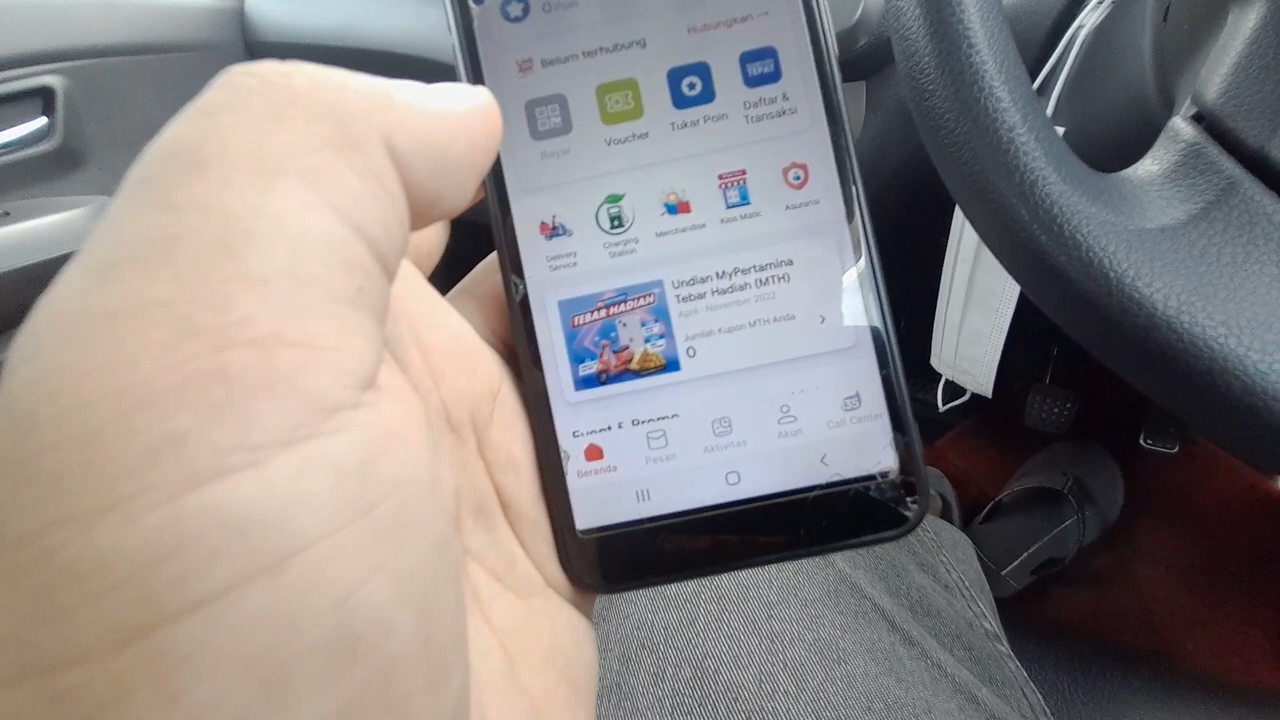 0
Belum terhubung
Hubungkan
Bayar
Voucher
Tukar Poin
Daftar &
Transaksi
TEPAT
Delivery
Service
Charging
Station
Merchandise
Kios Matic
Asuransi
TEBAR HADIAH
Undian MyPertamina
Tebar Hadiah (MTH)
April - November 2022
Jumlah Kupon MTH Anda
0
Event & Promo
Beranda
Pesan
Aktivitas
Akun
Call Center